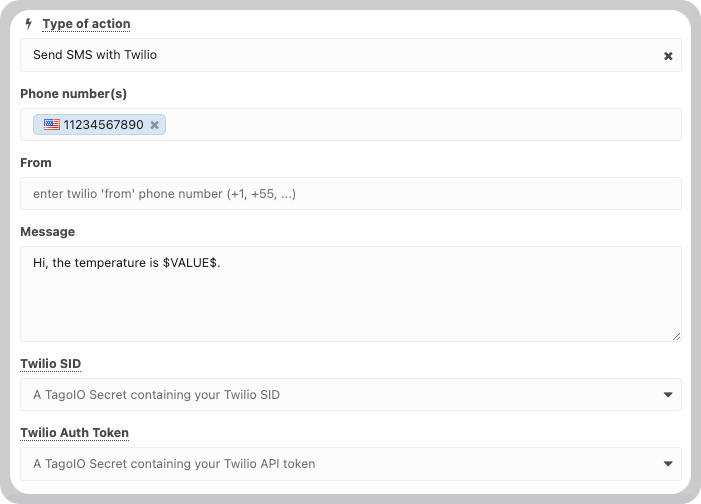 Type of action
Send SMS with Twilio
Phone number(s)
11234567890
From
enter twilio 'from' phone number (+1, +55, ...)
Message
Hi, the temperature is $VALUE$.
Twilio SID
A TagoIO Secret containing your Twilio SID
Twilio Auth Token
A TagoIO Secret containing your Twilio API token